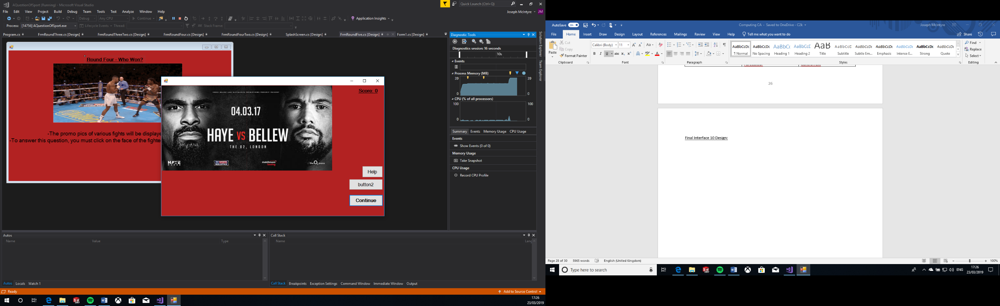 AQuestionOfSport (Running) - Microsoft Visual Studio
Quick Launch (Ctrl+Q)
File Edit View Project Build Debug Team Tools Test Analyze Window Help
Joseph McIntyre JM
Debug Any CPU Continue Application Insights
Process: [14756] AQuestionOfSport.exe Lifecycle Events Thread: Stack Frame:
Program.cs FrmRoundThree.cs [Design] FrmRoundThreeTwo.cs [Design] FrmRoundFour.cs [Design] FrmRoundFourTwo.cs [Design] SplashScreen.cs [Design] FrmRoundFive.cs [Design] Form1.cs [Design]
Round Four - Who Won?
-The promo pics of various fights will be displaye
-To answer this question, you must click on the face of the fighte
Score: 0
04.03.17
HAYE VS BELLEW
THE O2, LONDON
HAYE
SKY SPORTS
BOX OFFICE
matchroom
boxing
The O2 arena
Help
button2
Continue
Diagnostic Tools
Diagnostics session: 16 seconds
10s
Events
Process Memory (MB)
39 39
0 0
CPU (% of all processors)
100 100
0 0
Summary Events Memory Usage CPU Usage
Events
Show Events (0 of 0)
Memory Usage
Take Snapshot
CPU Usage
Record CPU Profile
Solution Explorer
Team Explorer
Autos
Name Value Type
Autos Locals Watch 1
Call Stack
Name Lang
Call Stack Breakpoints Exception Settings Command Window Immediate Window Output
Ready
Add to Source Control
17:26
23/03/2019
AutoSave On
Computing CA - Saved to OneDrive - C2k
Joseph McIntyre
File Home Insert Draw Design Layout References Mailings Review View Help Tell me what you want to do
Share
Paste
Cut
Copy
Format Painter
Clipboard
Calibri (Body) 11
Font
Paragraph
AaBbCcDc AaBbCcDc AaBbCc AaBbCcC AaB AaBbCcC AaBbCcDc AaBbCcDc AaBbCcDc AaBbCcDc AaBbCcDc
¶ Normal No Spacing Heading 1 Heading 2 Title Subtitle Subtle Em... Emphasis Intense E... Strong Quote
Styles
Find
Replace
Select
Editing
26
Final Interface 10 Design:
Page 28 of 30 5965 words English (United Kingdom)
100%
Type here to search
SW 2017
ENG
17:26
23/03/2019